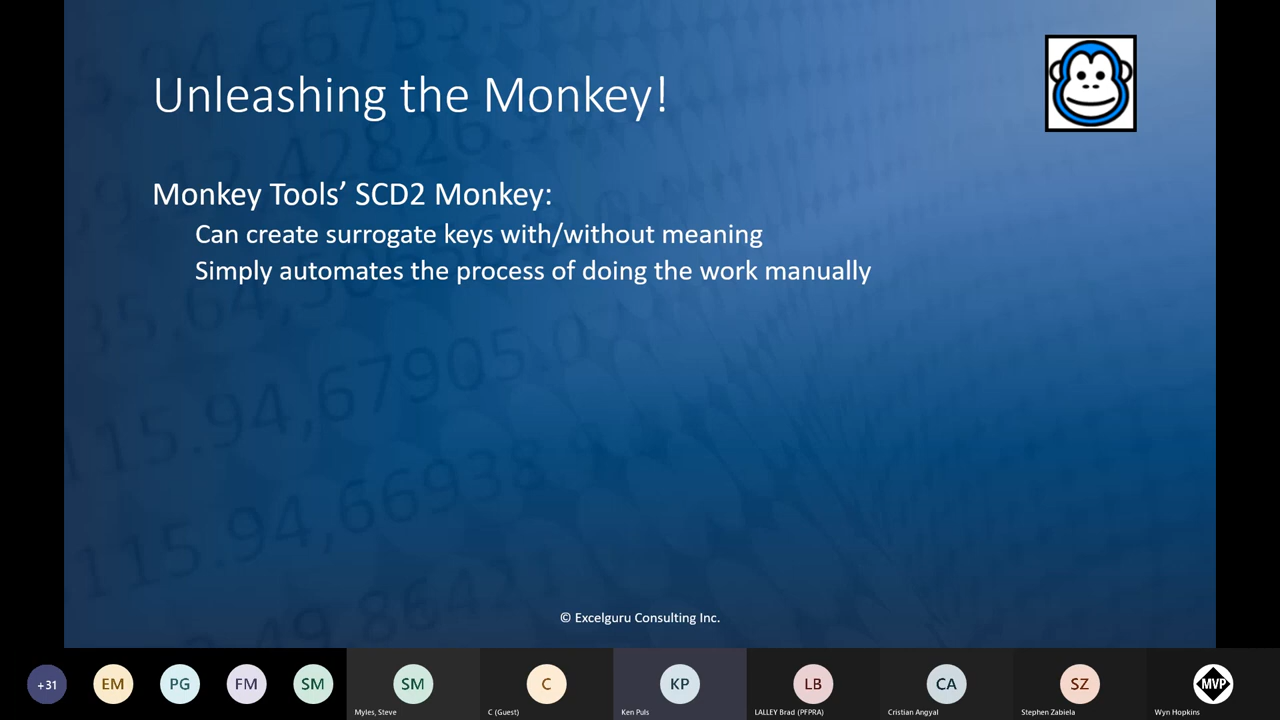 Unleashing the Monkey!
Monkey Tools’ SCD2 Monkey:
Can create surrogate keys with/without meaning
Simply automates the process of doing the work manually
© Excelguru Consulting Inc.
+31
EM
PG
FM
SM
SM
C
KP
LB
CA
SZ
MVP
Myles, Steve
C (Guest)
Ken Puls
LALLEY Brad (PFPRA)
Cristian Angyal
Stephen Zabiela
Wyn Hopkins